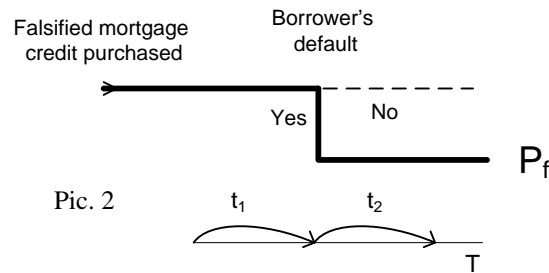 Falsified mortgage
credit purchased
Borrower's
default
Yes
No
Pf
Pic. 2
t1
t2
T